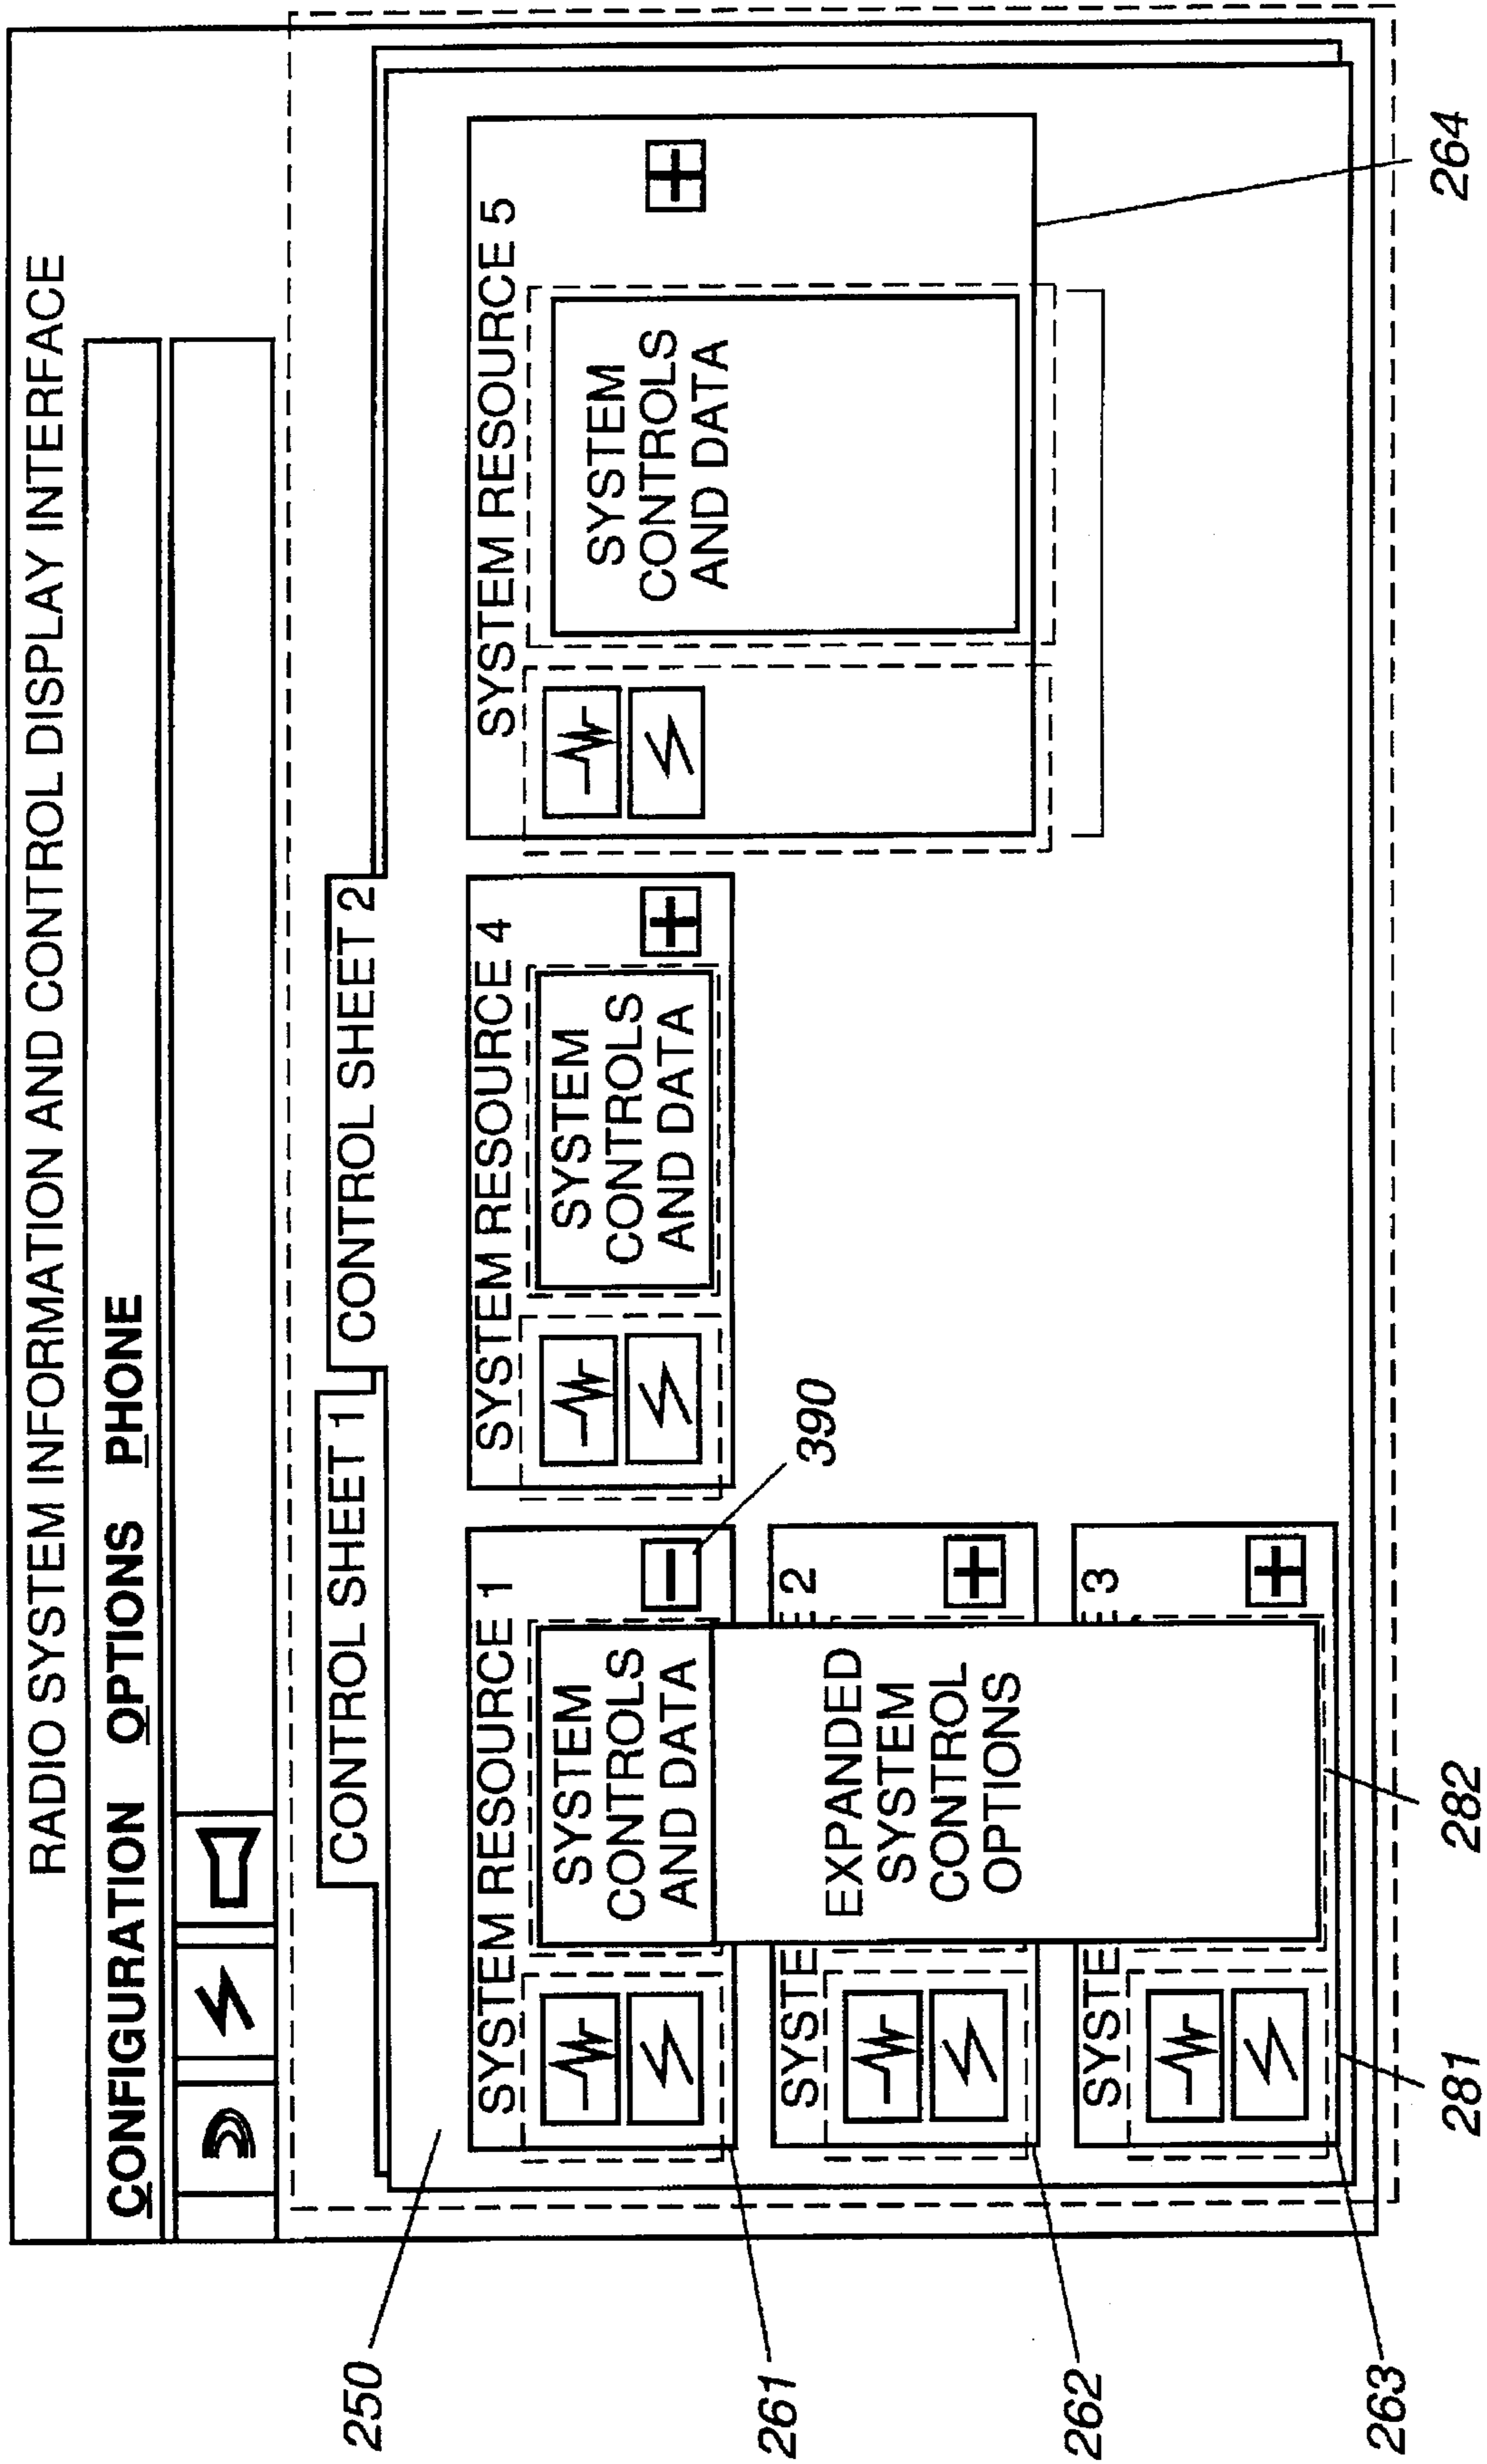 RADIO SYSTEM INFORMATION AND CONTROL DISPLAY INTERFACE
CONFIGURATION OPTIONS PHONE
CONTROL SHEET 1
CONTROL SHEET 2
250
SYSTEM RESOURCE 1
SYSTEM
CONTROLS
AND DATA
SYSTEM RESOURCE 4
SYSTEM
CONTROLS
AND DATA
SYSTEM RESOURCE 5
SYSTEM
CONTROLS
AND DATA
261
390
SYSTE
E 2
EXPANDED
SYSTEM
CONTROL
OPTIONS
262
SYSTE
E 3
263
281
282
264